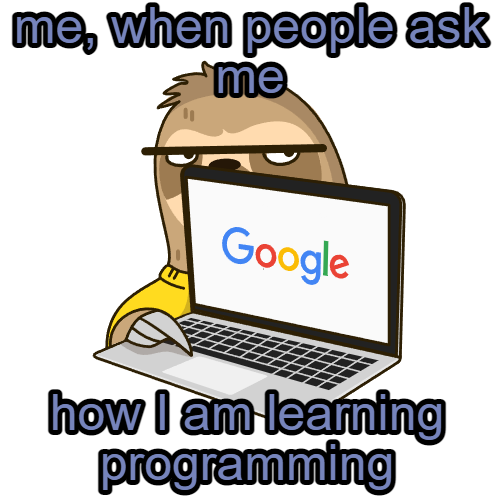 me, when people ask
me
Google
how I am learning
programming